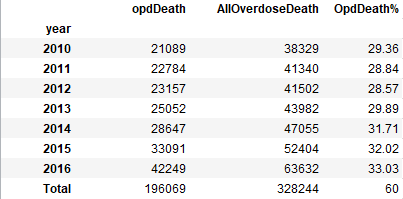 opdDeath AllOverdoseDeath OpdDeath%
year
2010 21089 38329 29.36
2011 22784 41340 28.84
2012 23157 41502 28.57
2013 25052 43982 29.89
2014 28647 47055 31.71
2015 33091 52404 32.02
2016 42249 63632 33.03
Total 196069 328244 60